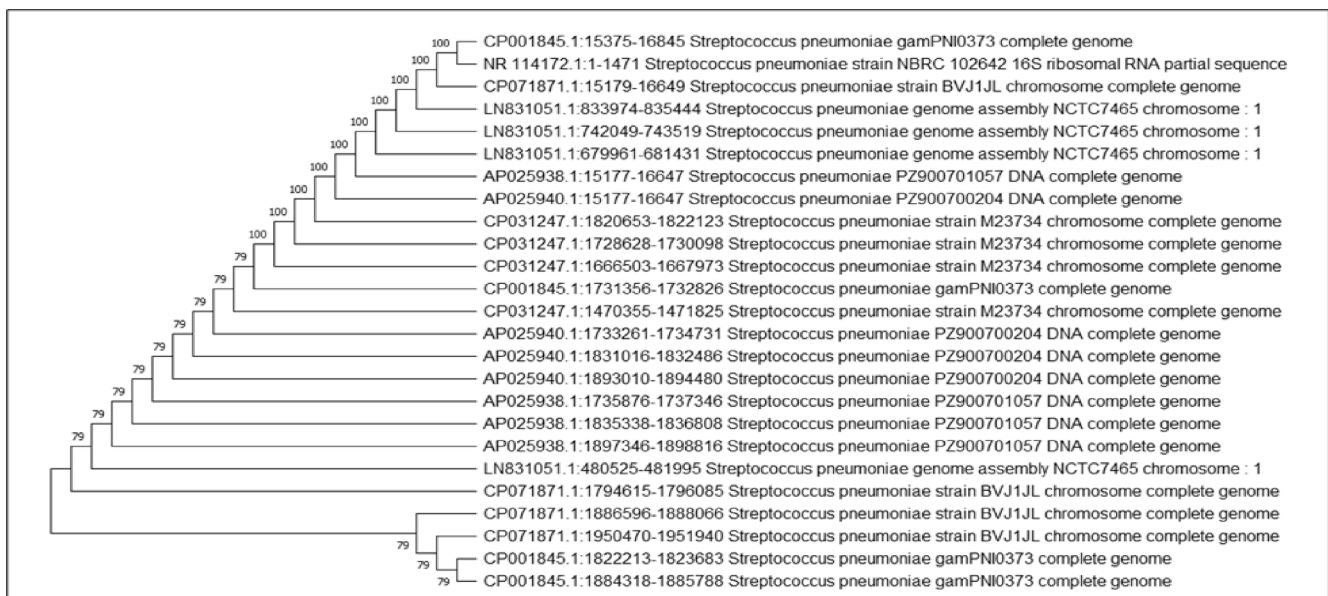 100 CP001845.1:15375-16845 Streptococcus pneumoniae gamPNI0373 complete genome
100 NR 114172.1:1-1471 Streptococcus pneumoniae strain NBRC 102642 16S ribosomal RNA partial sequence
100 CP071871.1:15179-16649 Streptococcus pneumoniae strain BVJ1JL chromosome complete genome
100 LN831051.1:833974-835444 Streptococcus pneumoniae genome assembly NCTC7465 chromosome : 1
100 LN831051.1:742049-743519 Streptococcus pneumoniae genome assembly NCTC7465 chromosome : 1
100 LN831051.1:679961-681431 Streptococcus pneumoniae genome assembly NCTC7465 chromosome : 1
100 AP025938.1:15177-16647 Streptococcus pneumoniae PZ900701057 DNA complete genome
100 AP025940.1:15177-16647 Streptococcus pneumoniae PZ900700204 DNA complete genome
100 CP031247.1:1820653-1822123 Streptococcus pneumoniae strain M23734 chromosome complete genome
100 CP031247.1:1728628-1730098 Streptococcus pneumoniae strain M23734 chromosome complete genome
79 CP031247.1:1666503-1667973 Streptococcus pneumoniae strain M23734 chromosome complete genome
79 CP001845.1:1731356-1732826 Streptococcus pneumoniae gamPNI0373 complete genome
79 CP031247.1:1470355-1471825 Streptococcus pneumoniae strain M23734 chromosome complete genome
79 AP025940.1:1733261-1734731 Streptococcus pneumoniae PZ900700204 DNA complete genome
79 AP025940.1:1831016-1832486 Streptococcus pneumoniae PZ900700204 DNA complete genome
79 AP025940.1:1893010-1894480 Streptococcus pneumoniae PZ900700204 DNA complete genome
79 AP025938.1:1735876-1737346 Streptococcus pneumoniae PZ900701057 DNA complete genome
79 AP025938.1:1835338-1836808 Streptococcus pneumoniae PZ900701057 DNA complete genome
79 AP025938.1:1897346-1898816 Streptococcus pneumoniae PZ900701057 DNA complete genome
LN831051.1:480525-481995 Streptococcus pneumoniae genome assembly NCTC7465 chromosome : 1
CP071871.1:1794615-1796085 Streptococcus pneumoniae strain BVJ1JL chromosome complete genome
CP071871.1:1886596-1888066 Streptococcus pneumoniae strain BVJ1JL chromosome complete genome
79 CP071871.1:1950470-1951940 Streptococcus pneumoniae strain BVJ1JL chromosome complete genome
CP001845.1:1822213-1823683 Streptococcus pneumoniae gamPNI0373 complete genome
79 79 CP001845.1:1884318-1885788 Streptococcus pneumoniae gamPNI0373 complete genome